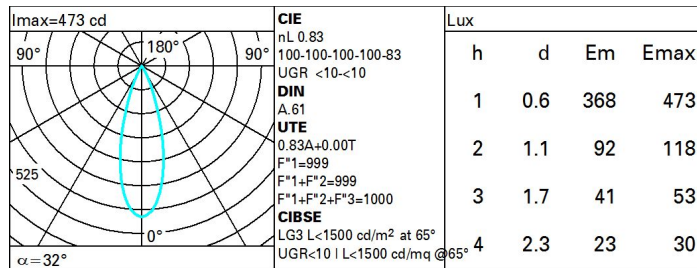 Imax=473 cd
90° 180° 90°
525
0°
α=32°
CIE
nL 0.83
100-100-100-100-83
UGR <10-<10
DIN
A.61
UTE
0.83A+0.00T
F"1=999
F"1+F"2=999
F"1+F"2+F"3=1000
CIBSE
LG3 L<1500 cd/m² at 65°
UGR<10 | L<1500 cd/mq @65°
Lux
h d Em Emax
1 0.6 368 473
2 1.1 92 118
3 1.7 41 53
4 2.3 23 30